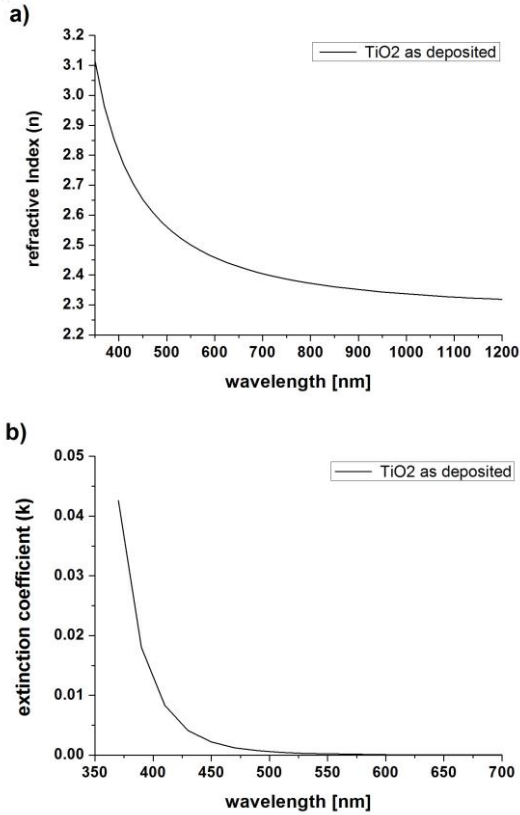 a)
3.2
3.1
3.0
2.9
2.8
2.7
2.6
2.5
2.4
2.3
2.2
refractive Index (n)
TiO2 as deposited
400 500 600 700 800 900 1000 1100 1200
wavelength [nm]
b)
0.05
0.04
0.03
0.02
0.01
0.00
extinction coefficient (k)
TiO2 as deposited
350 400 450 500 550 600 650 700
wavelength [nm]